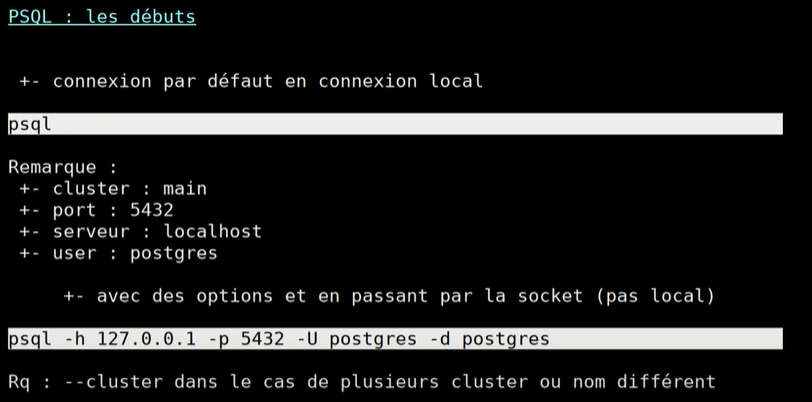 PSQL : les débuts
+- connexion par défaut en connexion local
psql
Remarque :
+- cluster : main
+- port : 5432
+- serveur : localhost
+- user : postgres
+- avec des options et en passant par la socket (pas local)
psql -h 127.0.0.1 -p 5432 -U postgres -d postgres
Rq : --cluster dans le cas de plusieurs cluster ou nom différent